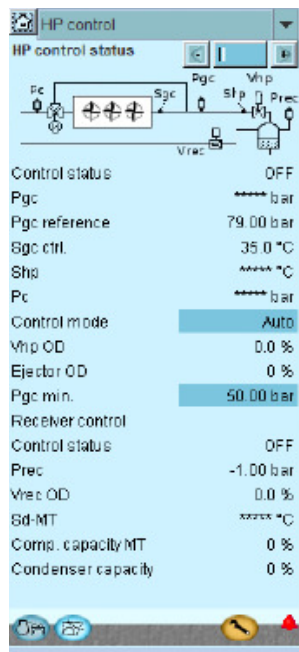 HP control
HP control status
Pc
Sgc
Pgc
Shp
Vhp
Prec
Vrec
Control status OFF
Pgc ***** bar
Pgc reference 79.00 bar
Sgc ctrl. 35.0 °C
Shp ***** °C
Pc ***** bar
Control mode Auto
Vhp OD 0.0 %
Ejector OD 0 %
Pgc min. 50.00 bar
Receiver control
Control status OFF
Prec -1.00 bar
Vrec OD 0.0 %
Sd-MT ***** °C
Comp. capacity MT 0 %
Condenser capacity 0 %